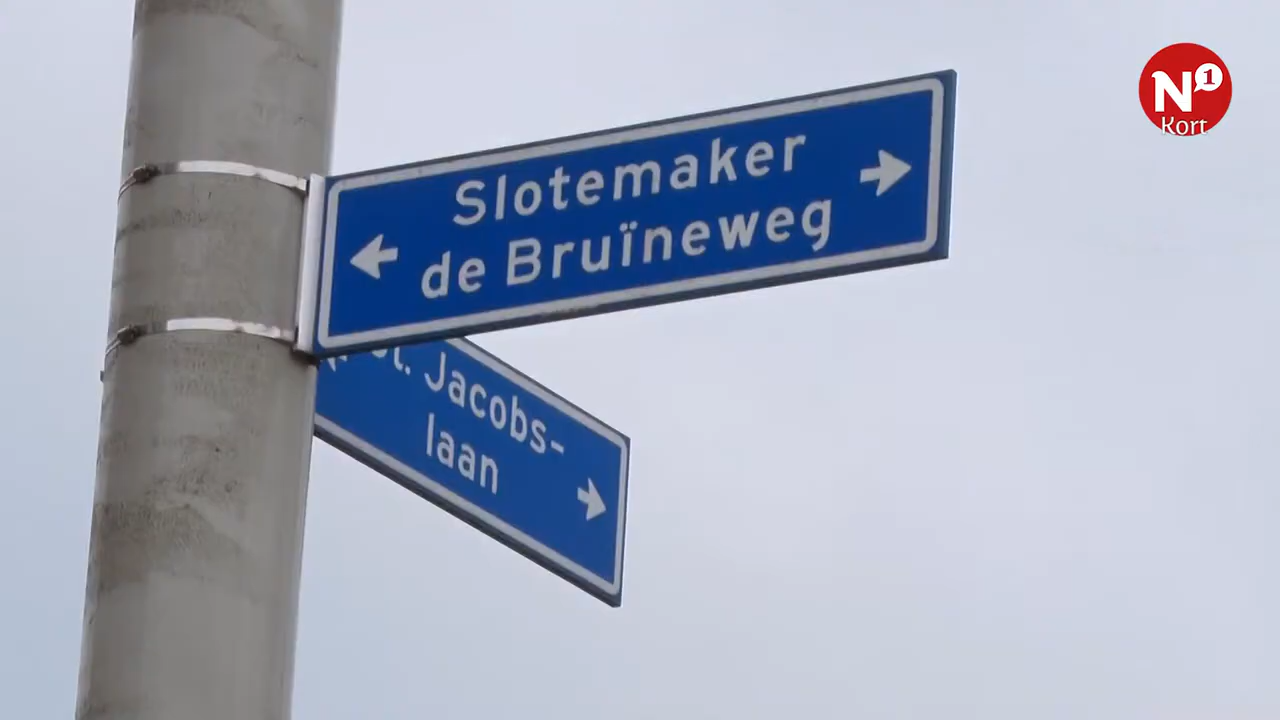 N1
Kort
Slotemaker
de Bruïneweg
Jacobs-
laan